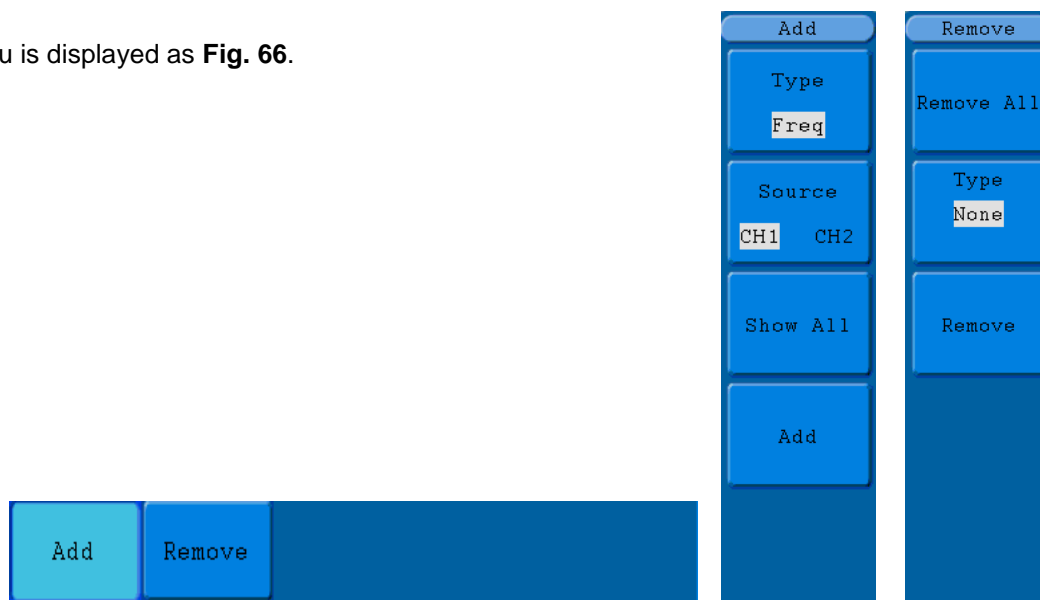 u is displayed as Fig. 66.
Add
Type
Freq
Source
CH1 CH2
Show All
Add
Remove
Remove All
Type
None
Remove
Add Remove